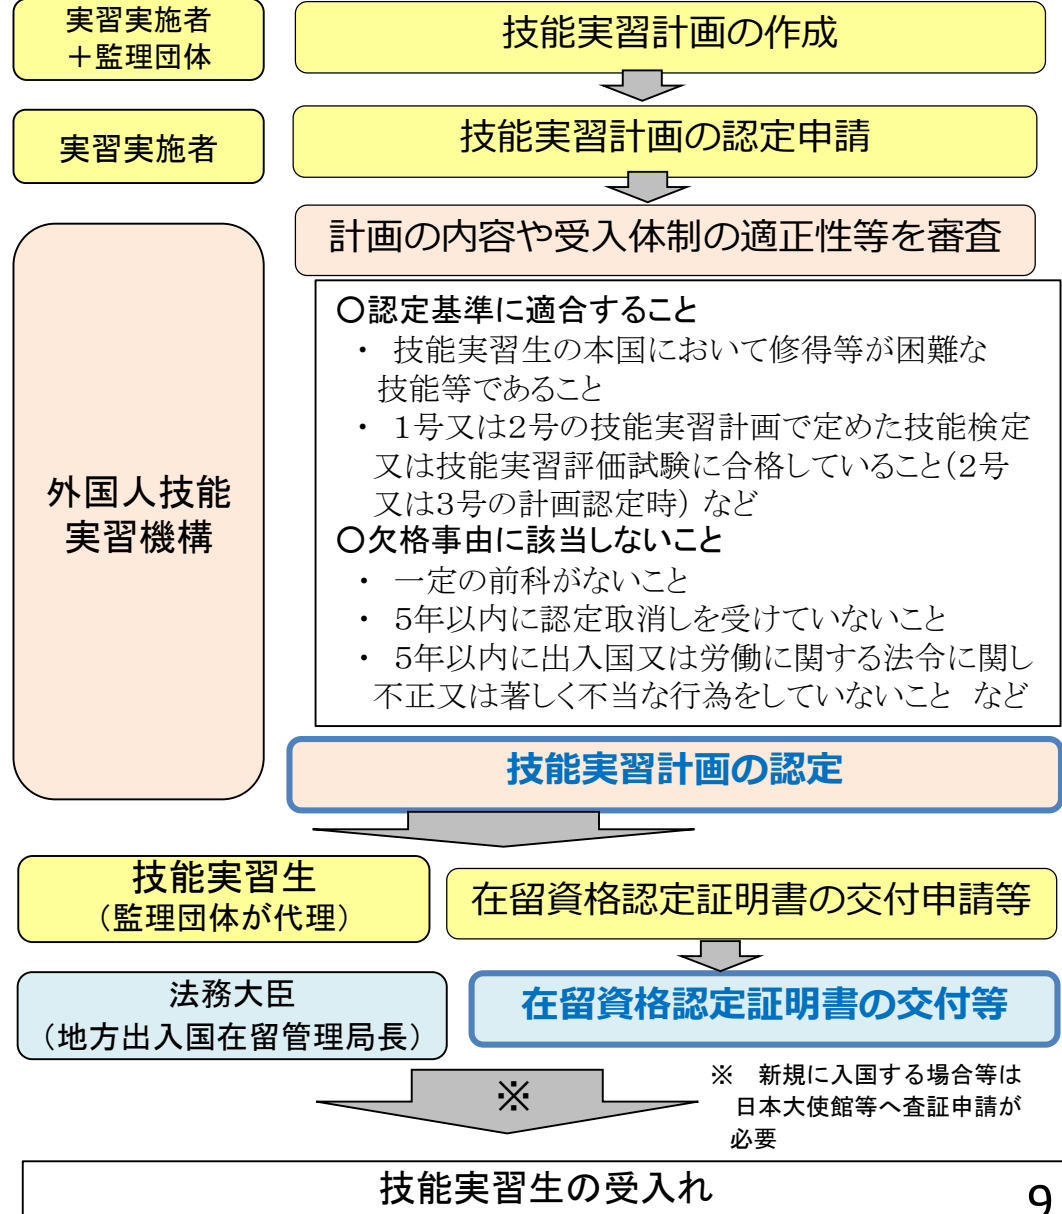 実習実施者
＋監理団体
技能実習計画の作成
実習実施者
技能実習計画の認定申請
計画の内容や受入体制の適正性等を審査
外国人技能
実習機構
〇認定基準に適合すること
・ 技能実習生の本国において修得等が困難な
技能等であること
・ １号又は２号の技能実習計画で定めた技能検定
又は技能実習評価試験に合格していること（２号
又は３号の計画認定時） など
〇欠格事由に該当しないこと
・ 一定の前科がないこと
・ 5年以内に認定取消しを受けていないこと
・ 5年以内に出入国又は労働に関する法令に関し
不正又は著しく不当な行為をしていないこと　など
技能実習計画の認定
技能実習生
（監理団体が代理）
在留資格認定証明書の交付申請等
法務大臣
（地方出入国在留管理局長）
在留資格認定証明書の交付等
※
※　新規に入国する場合等は
日本大使館等へ査証申請が
必要
技能実習生の受入れ
9